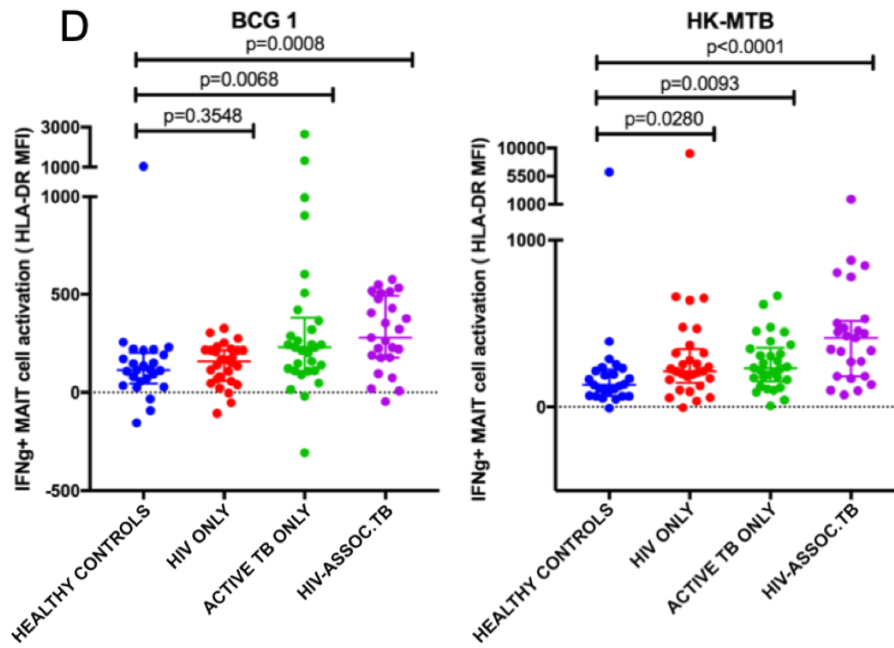 D
BCG 1
p=0.0008
p=0.0068
p=0.3548
IFNg+ MAIT cell activation ( HLA-DR MFI)
3000
1000
1000
500
0
-500
HEALTHY CONTROLS
HIV ONLY
ACTIVE TB ONLY
HIV-ASSOC.TB
HK-MTB
p<0.0001
p=0.0093
p=0.0280
IFNg+ MAIT cell activation ( HLA-DR MFI)
10000
5500
1000
1000
0
HEALTHY CONTROLS
HIV ONLY
ACTIVE TB ONLY
HIV-ASSOC.TB